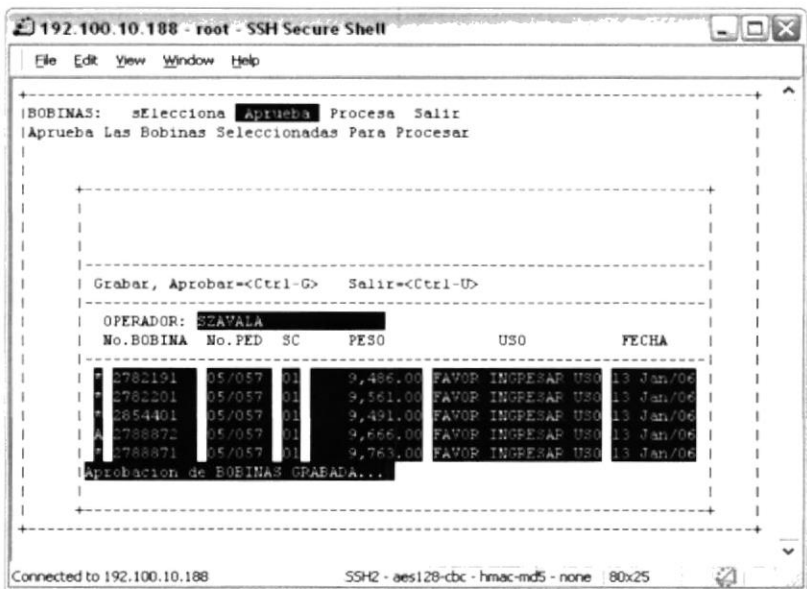 192.100.10.188 - root - SSH Secure Shell
File Edit View Window Help
BOBINAS: sElecciona Aprueba Procesa Salir
Aprueba Las Bobinas Seleccionadas Para Procesar
Grabar, Aprobar=<Ctrl-G> Salir=<Ctrl-U>
OPERADOR: SZAVALA
No.BOBINA No.PED SC PESO USO FECHA
* 2782191 05/057 01 9,486.00 FAVOR INGRESAR USO 13 Jan/06
* 2782201 05/057 01 9,561.00 FAVOR INGRESAR USO 13 Jan/06
* 2854401 05/057 01 9,491.00 FAVOR INGRESAR USO 13 Jan/06
A 2788872 05/057 01 9,666.00 FAVOR INGRESAR USO 13 Jan/06
2788871 05/057 01 9,763.00 FAVOR INGRESAR USO 13 Jan/06
Aprobacion de BOBINAS GRABADA...
Connected to 192.100.10.188 SSH2 - aes128-cbc - hmac-md5 - none 80x25